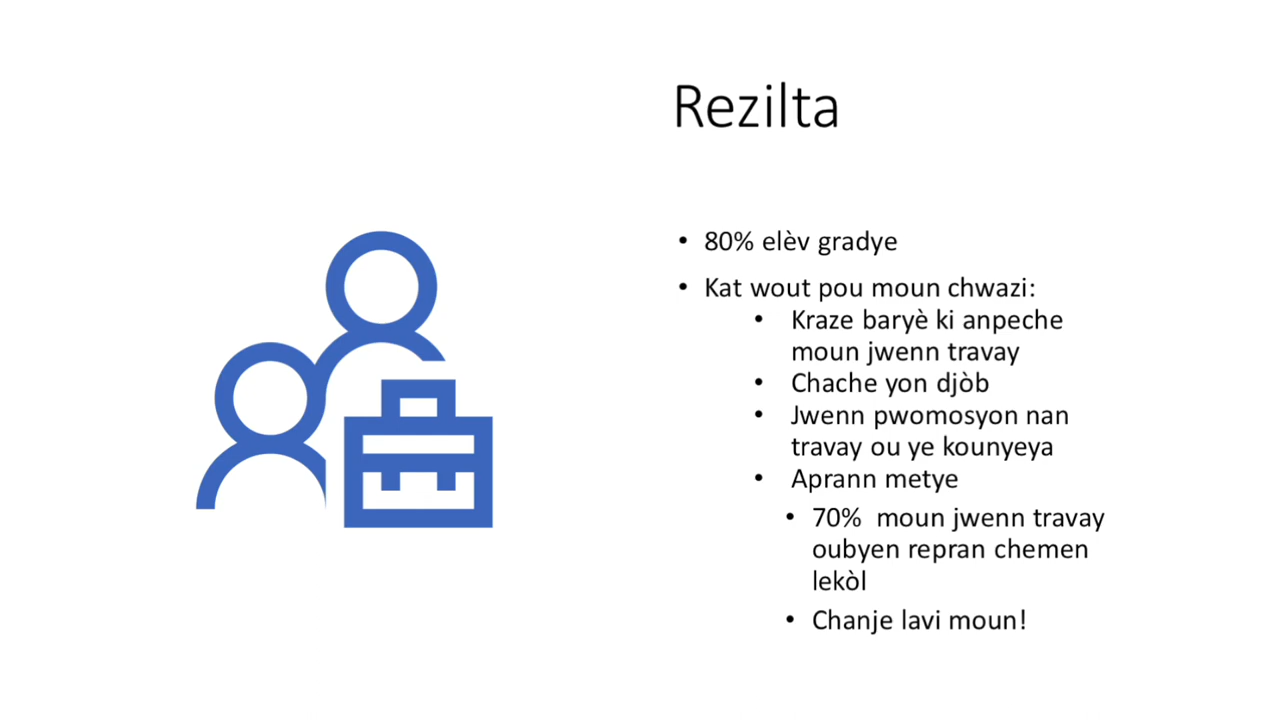 Rezilta
• 80% elèv gradye
• Kat wout pou moun chwazi:
• Kraze baryè ki anpeche
moun jwenn travay
• Chache yon djòb
• Jwenn pwomosyon nan
travay ou ye kounyeya
• Aprann metye
• 70% moun jwenn travay
oubyen repran chemen
lekòl
• Chanje lavi moun!